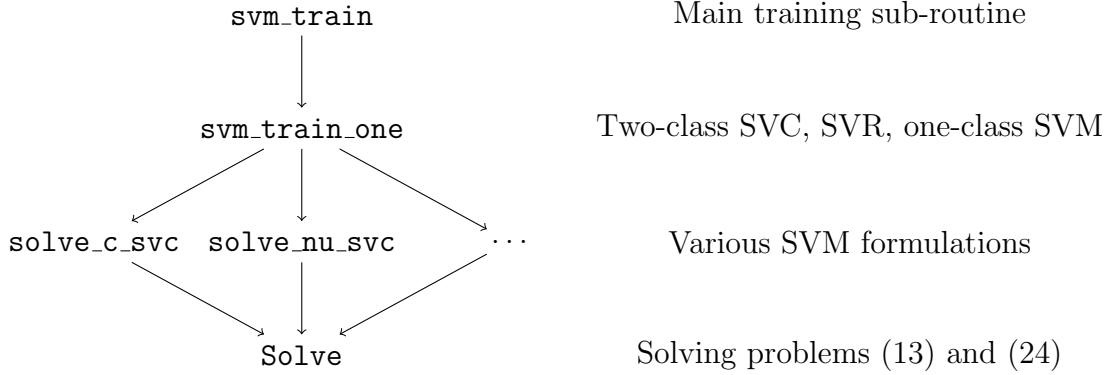 svm_train Main training sub-routine
svm_train_one Two-class SVC, SVR, one-class SVM
solve_c_svc solve_nu_svc ... Various SVM formulations
Solve Solving problems (13) and (24)